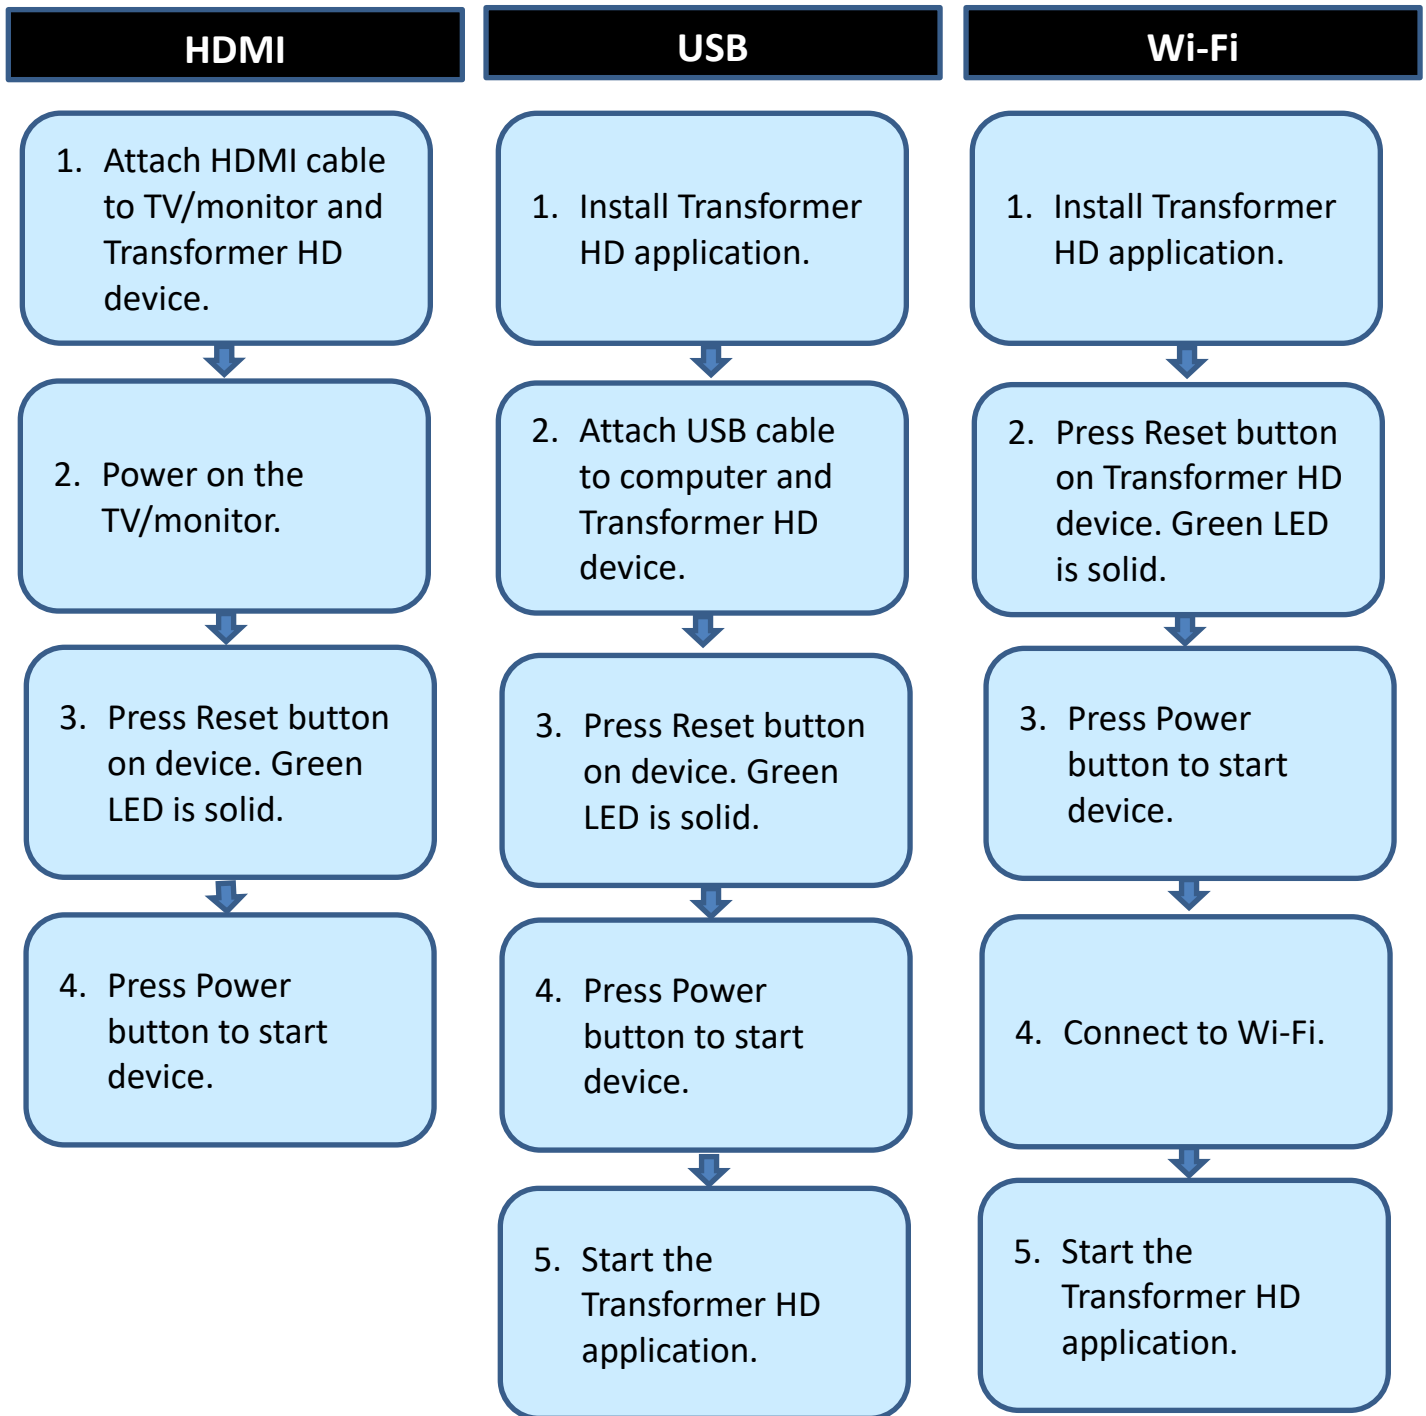 HDMI
1. Attach HDMI cable
to TV/monitor and
Transformer HD
device.
2. Power on the
TV/monitor.
3. Press Reset button
on device. Green
LED is solid.
4. Press Power
button to start
device.
USB
1. Install Transformer
HD application.
2. Attach USB cable
to computer and
Transformer HD
device.
3. Press Reset button
on device. Green
LED is solid.
4. Press Power
button to start
device.
5. Start the
Transformer HD
application.
Wi-Fi
1. Install Transformer
HD application.
2. Press Reset button
on Transformer HD
device. Green LED
is solid.
3. Press Power
button to start
device.
4. Connect to Wi-Fi.
5. Start the
Transformer HD
application.